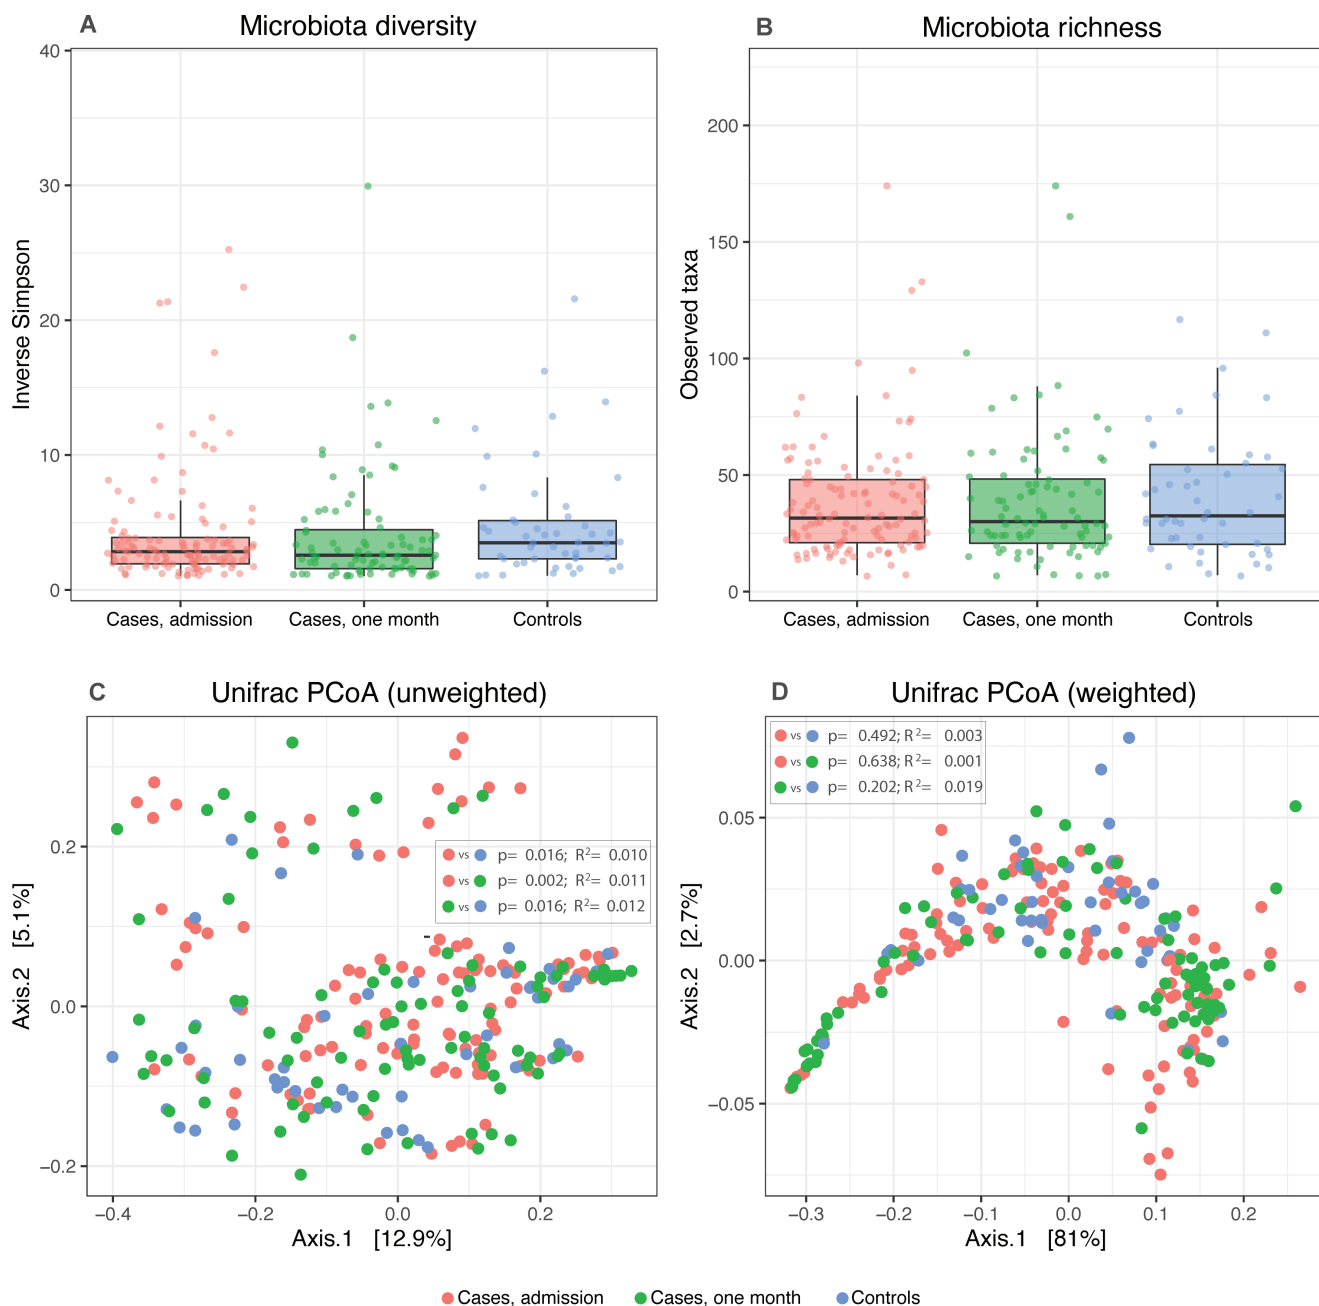 A Microbiota diversity
40
30
20
10
0
Inverse Simpson
Cases, admission Cases, one month Controls
B Microbiota richness
200
150
100
50
0
Observed taxa
Cases, admission Cases, one month Controls
C Unifrac PCoA (unweighted)
vs p= 0.016; R²= 0.010
vs p= 0.002; R²= 0.011
vs p= 0.016; R²= 0.012
0.2
0.0
−0.2
Axis.2 [5.1%]
−0.4 −0.2 0.0 0.2
Axis.1 [12.9%]
D Unifrac PCoA (weighted)
vs p= 0.492; R²= 0.003
vs p= 0.638; R²= 0.001
vs p= 0.202; R²= 0.019
0.05
0.00
−0.05
Axis.2 [2.7%]
−0.3 −0.2 −0.1 0.0 0.1 0.2
Axis.1 [81%]
Cases, admission Cases, one month Controls